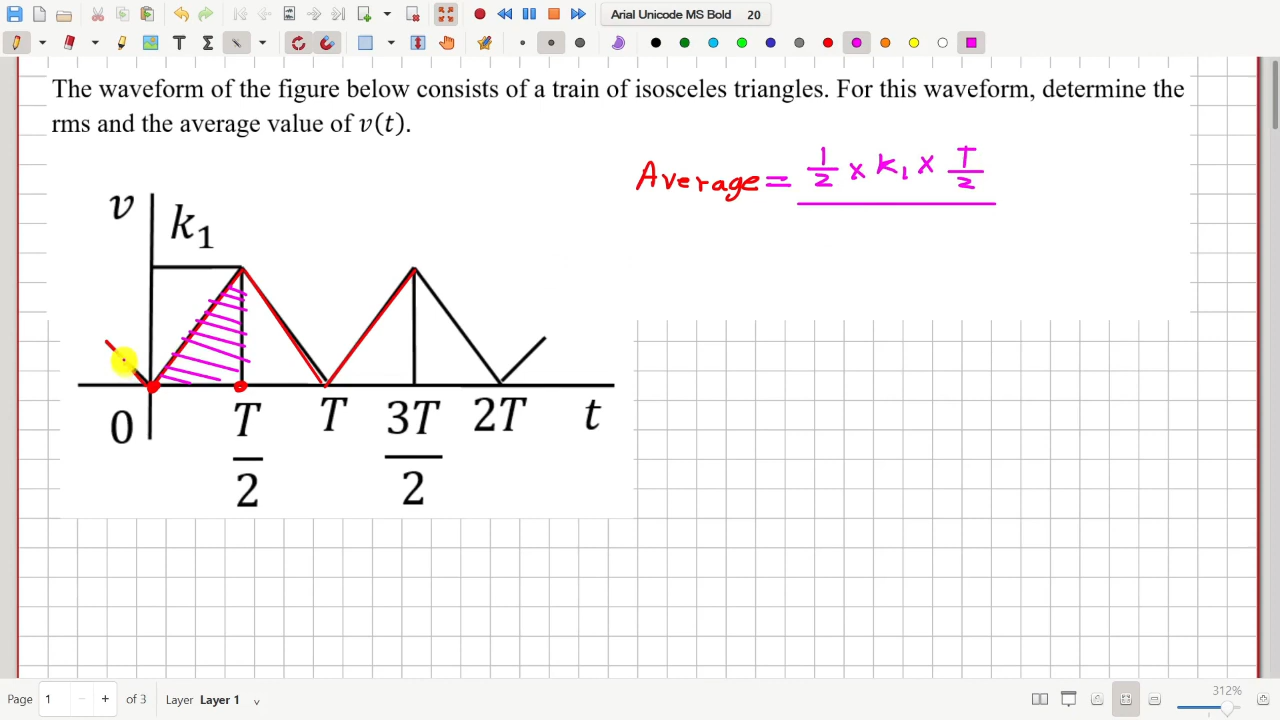 Arial Unicode MS Bold 20
The waveform of the figure below consists of a train of isosceles triangles. For this waveform, determine the
rms and the average value of v(t).
Average = 1/2 × k₁ × T/2
v
k₁
0 T/2 T 3T/2 2T t
Page 1 of 3 Layer Layer 1 312%